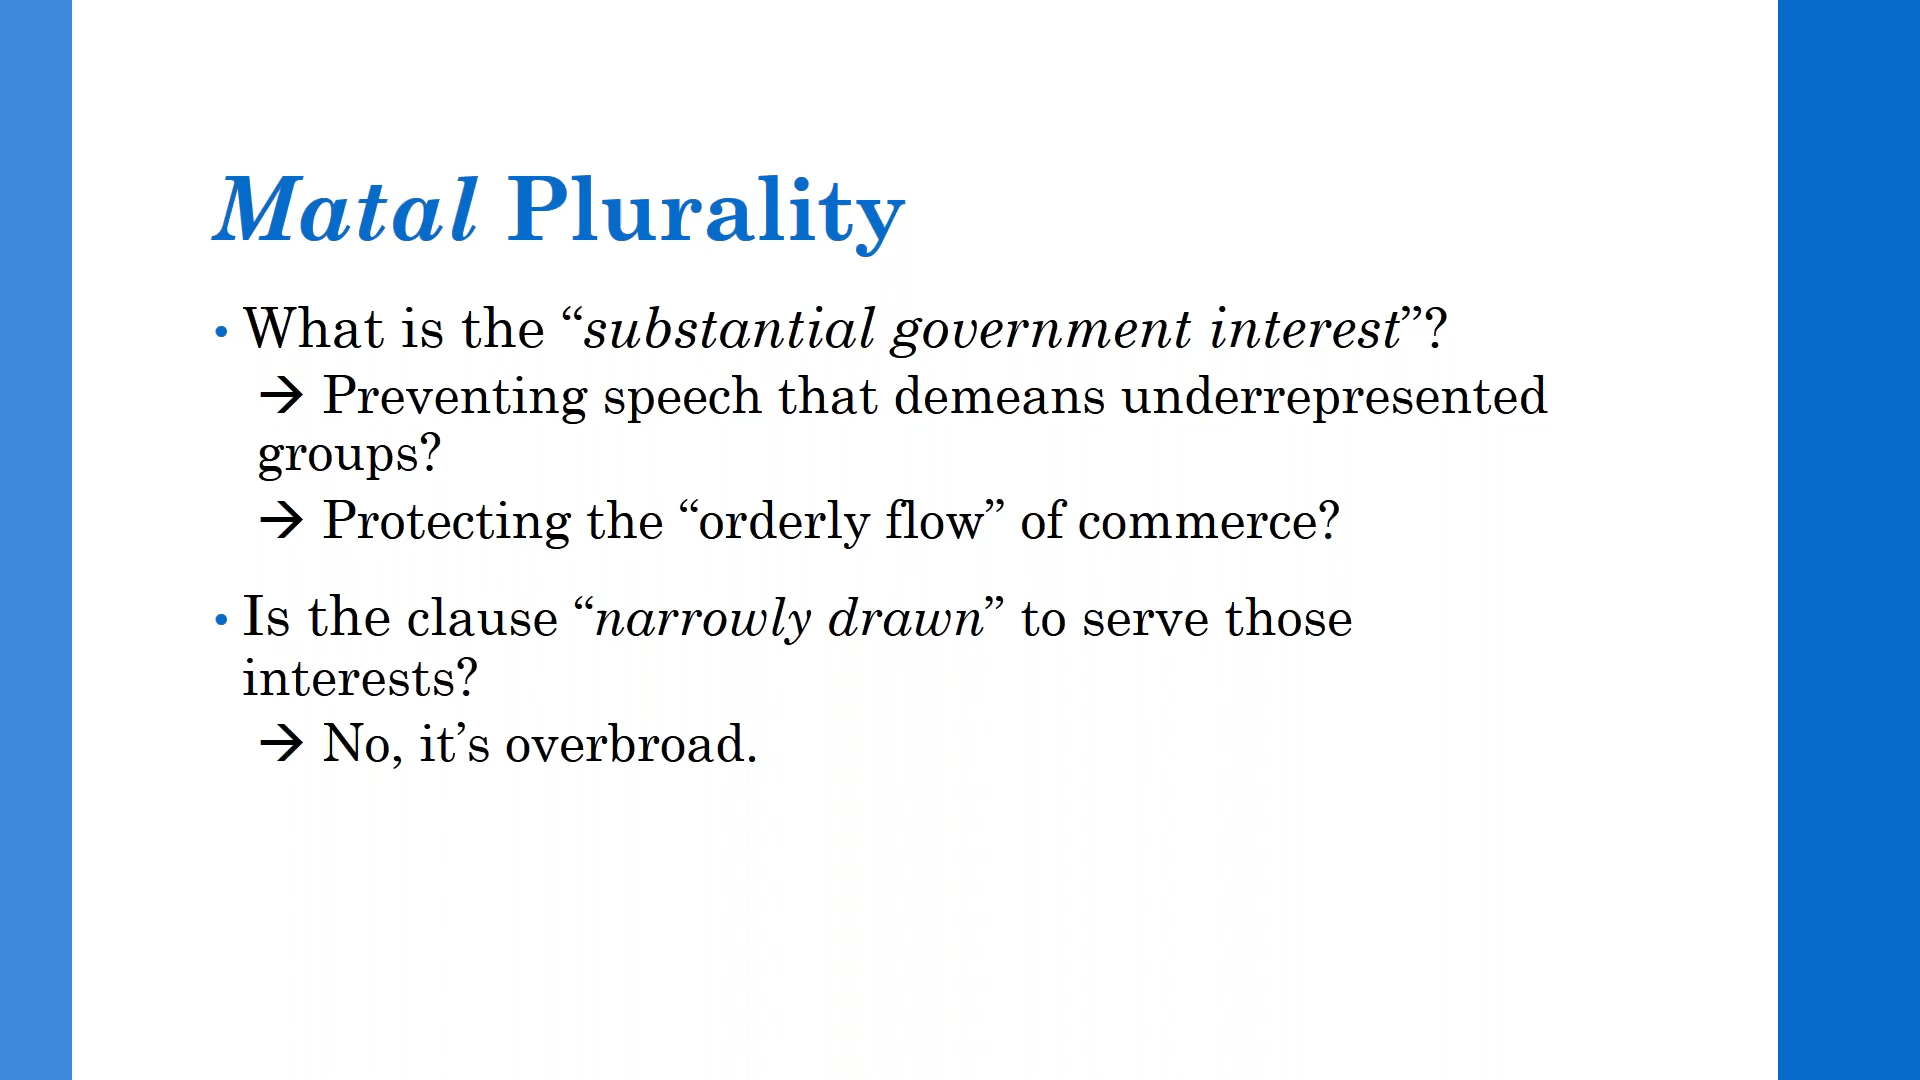 Matal Plurality
• What is the “substantial government interest”?
→ Preventing speech that demeans underrepresented
groups?
→ Protecting the “orderly flow” of commerce?
• Is the clause “narrowly drawn” to serve those
interests?
→ No, it’s overbroad.